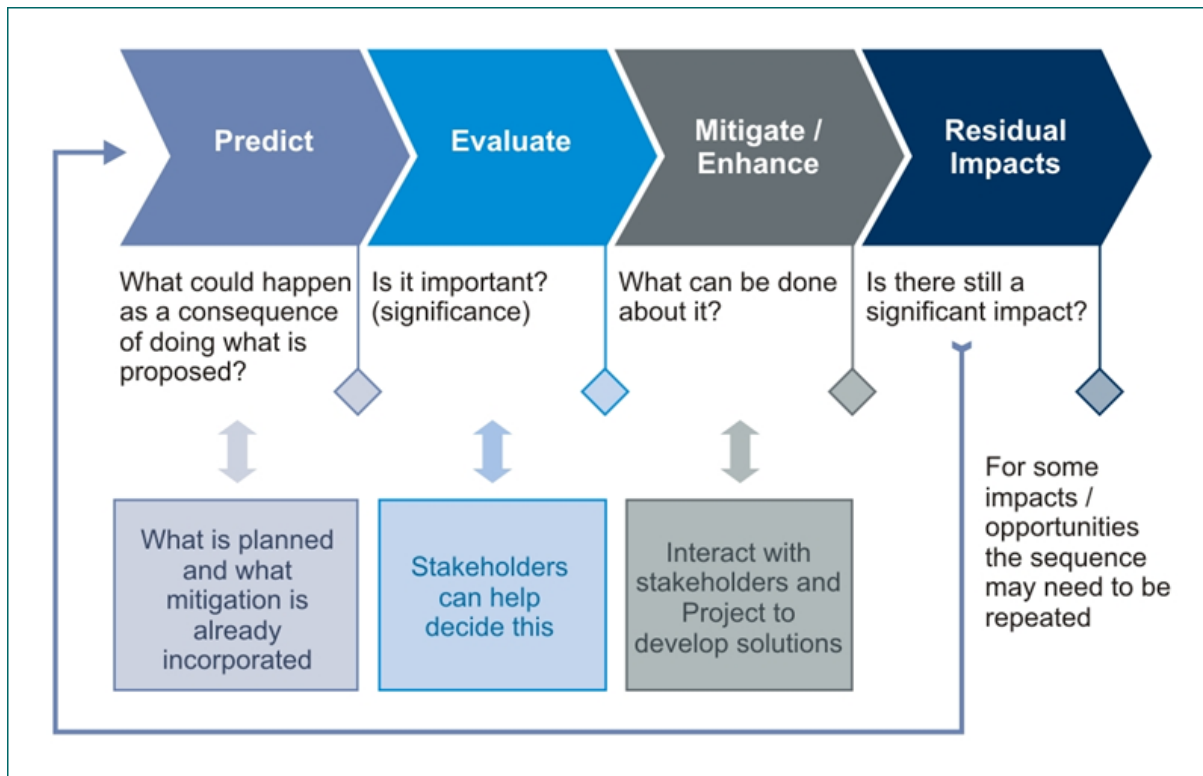 Predict
Evaluate
Mitigate /
Enhance
Residual
Impacts
What could happen
as a consequence
of doing what is
proposed?
Is it important?
(significance)
What can be done
about it?
Is there still a
significant impact?
What is planned
and what
mitigation is
already
incorporated
Stakeholders
can help
decide this
Interact with
stakeholders and
Project to
develop solutions
For some
impacts /
opportunities
the sequence
may need to be
repeated